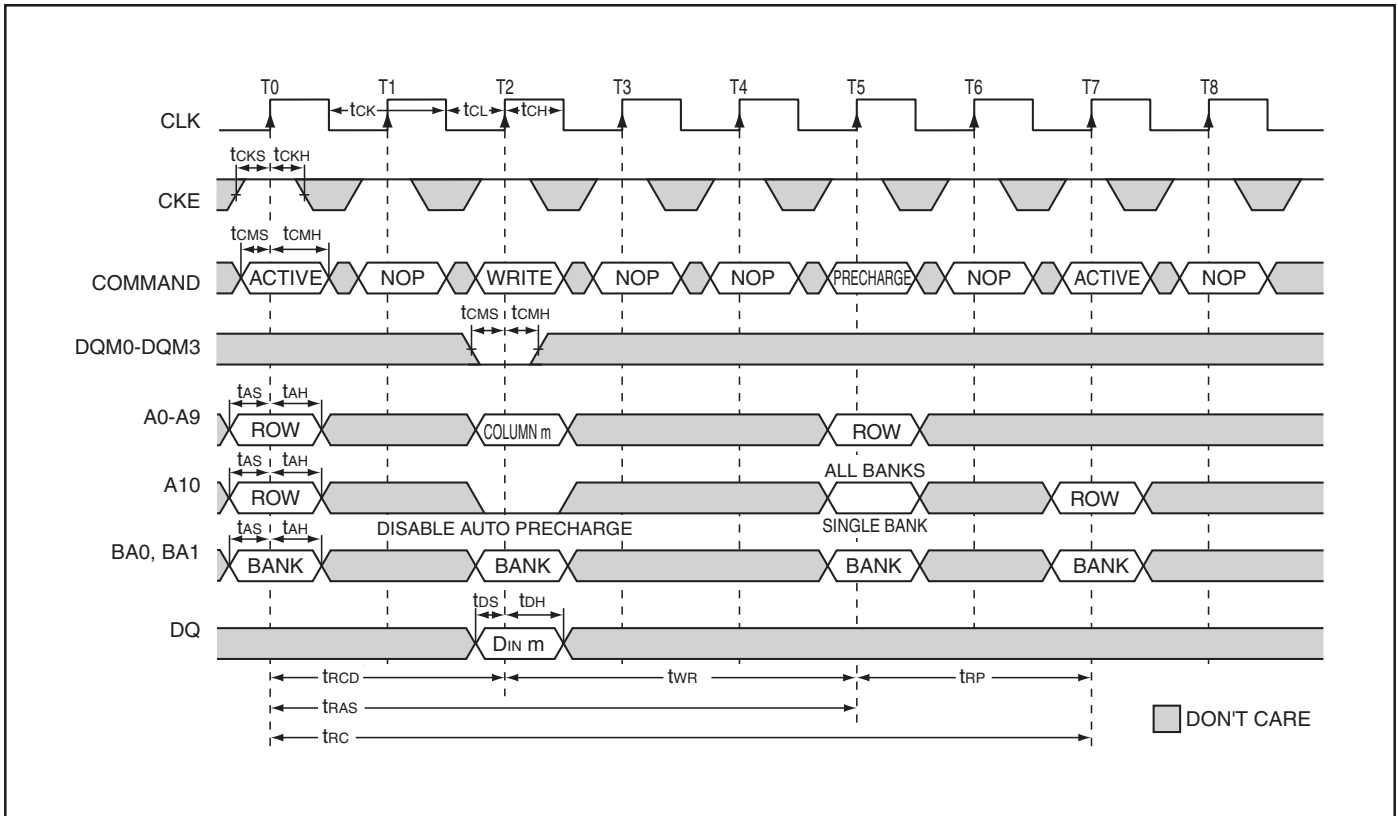 T0 T1 T2 T3 T4 T5 T6 T7 T8
CLK tCK tCL tCH
tCKS tCKH
CKE
tCMS tCMH
COMMAND ACTIVE NOP WRITE NOP NOP PRECHARGE NOP ACTIVE NOP
tCMS tCMH
DQM0-DQM3
tAS tAH
A0-A9 ROW COLUMN m ROW
tAS tAH ALL BANKS
A10 ROW ROW
tAS tAH DISABLE AUTO PRECHARGE SINGLE BANK
BA0, BA1 BANK BANK BANK BANK
tDS tDH
DQ DIN m
tRCD tWR tRP
tRAS
DON'T CARE
tRC